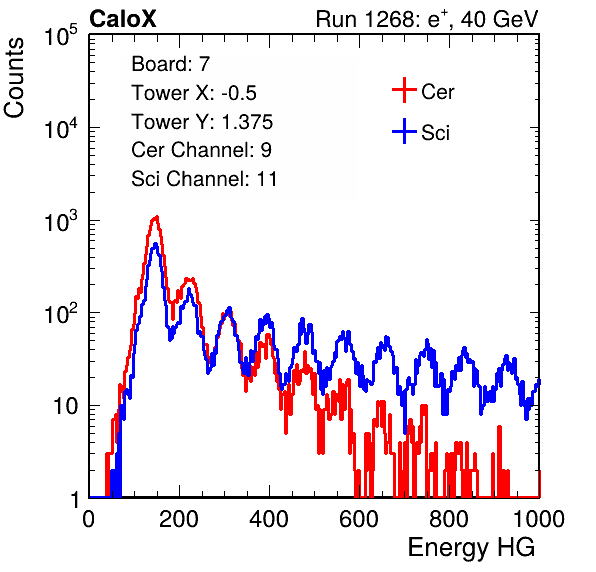 CaloX Run 1268: e⁺, 40 GeV
Counts
Board: 7
Tower X: -0.5
Tower Y: 1.375
Cer Channel: 9
Sci Channel: 11
Cer
Sci
10⁵
10⁴
10³
10²
10
1
0 200 400 600 800 1000
Energy HG